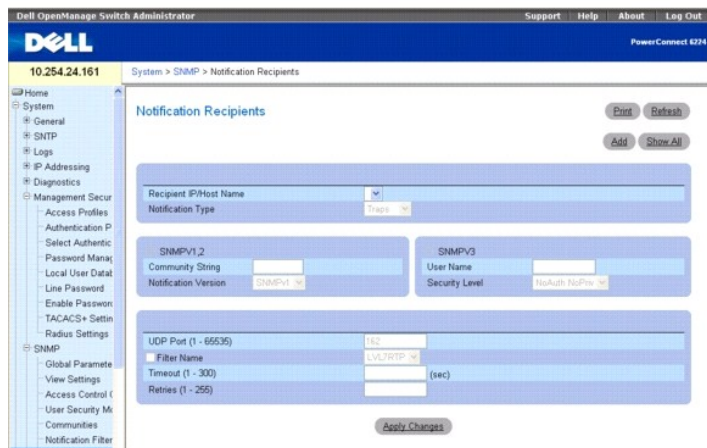 Dell OpenManage Switch Administrator
Support Help About Log Out
DELL
PowerConnect 6224
10.254.24.161
System > SNMP > Notification Recipients
Home
System
General
SNTP
Logs
IP Addressing
Diagnostics
Management Secur
Access Profiles
Authentication P
Select Authentic
Password Manag
Local User Datab
Line Password
Enable Passwor
TACACS+ Settin
Radius Settings
SNMP
Global Paramete
View Settings
Access Control
User Security Mo
Communities
Notification Filter
Notification Recipients
Print Refresh
Add Show All
Recipient IP/Host Name
Notification Type Traps
SNMPV1,2
Community String
Notification Version SNMPv1
SNMPV3
User Name
Security Level NoAuth NoPriv
UDP Port (1 - 65535) 162
Filter Name LVL7RTP
Timeout (1 - 300) (sec)
Retries (1 - 255)
Apply Changes